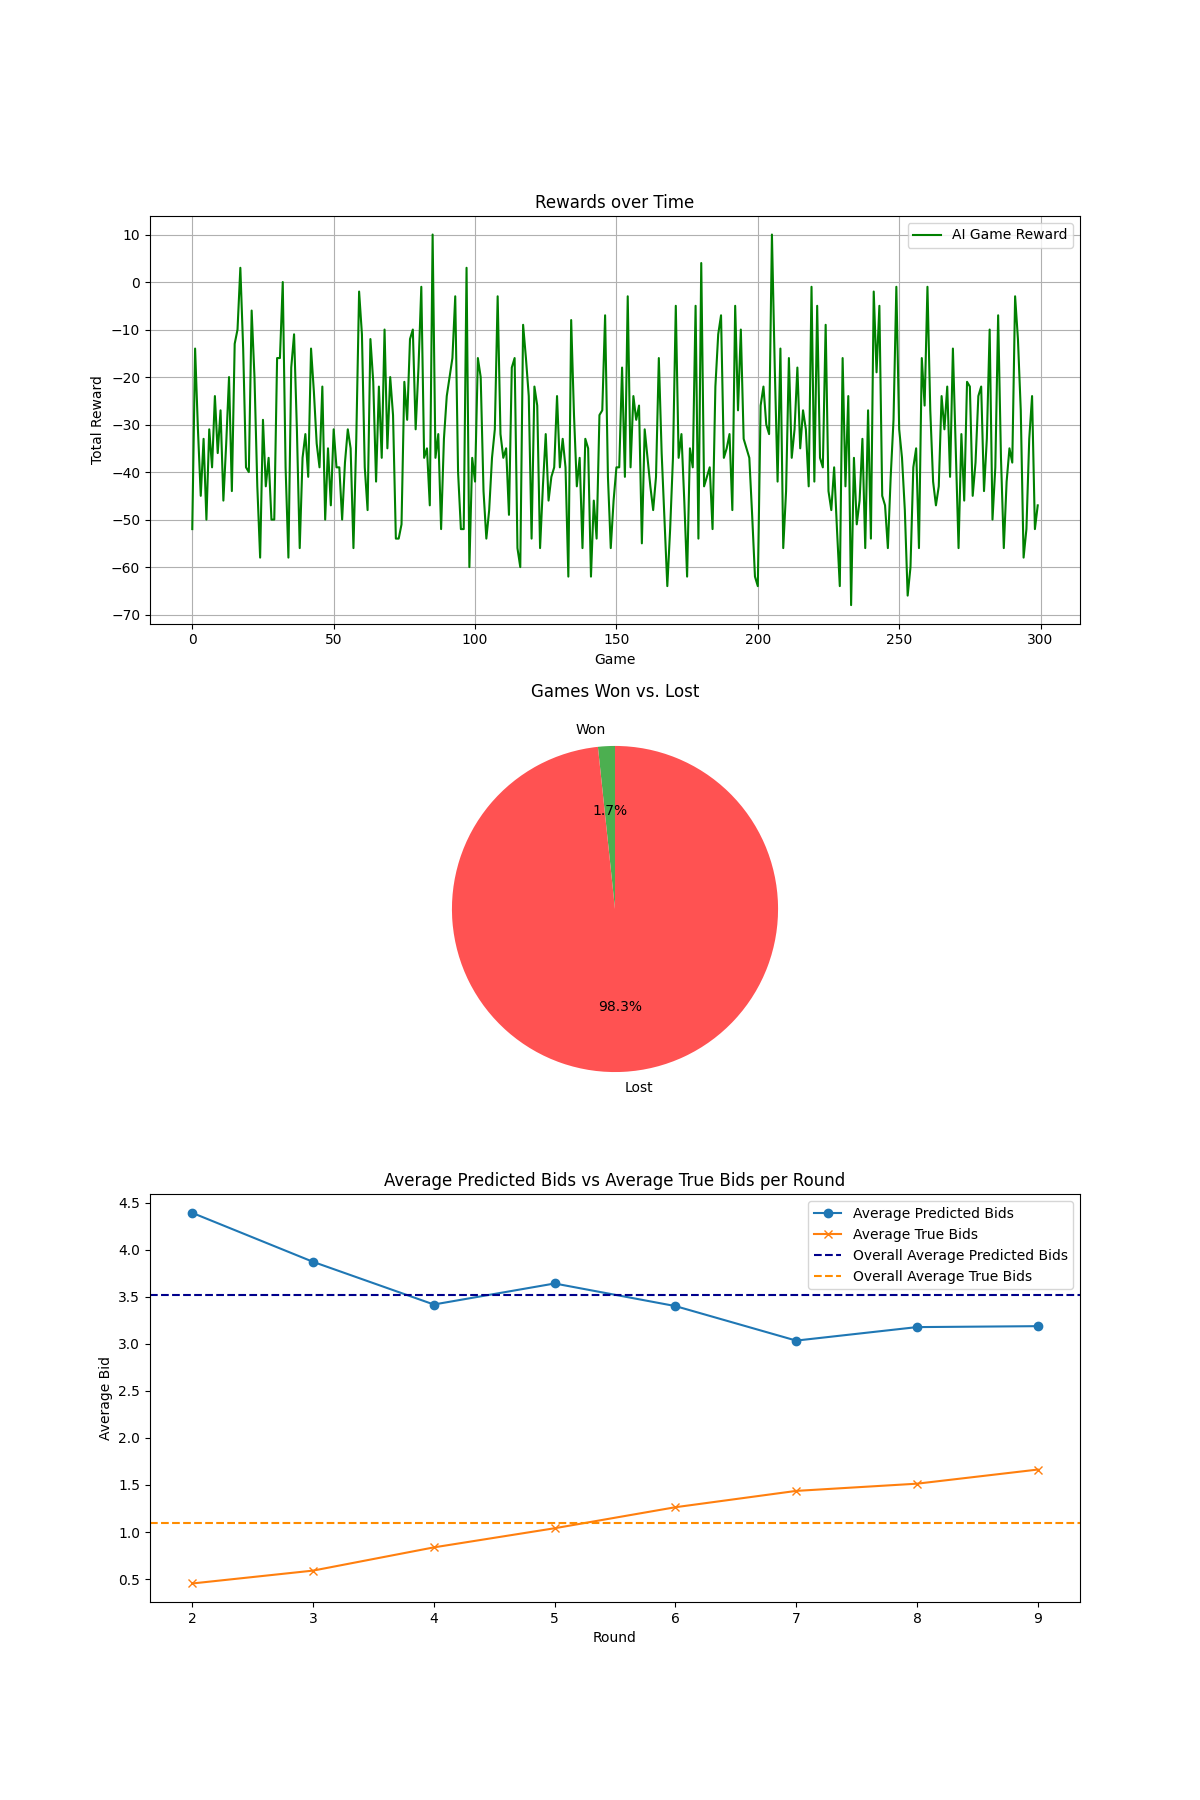 Rewards over Time
AI Game Reward
Total Reward
10
0
−10
−20
−30
−40
−50
−60
−70
0 50 100 150 200 250 300
Game
Games Won vs. Lost
Won
1.7%
98.3%
Lost
Average Predicted Bids vs Average True Bids per Round
Average Predicted Bids
Average True Bids
Overall Average Predicted Bids
Overall Average True Bids
Average Bid
4.5
4.0
3.5
3.0
2.5
2.0
1.5
1.0
0.5
2 3 4 5 6 7 8 9
Round